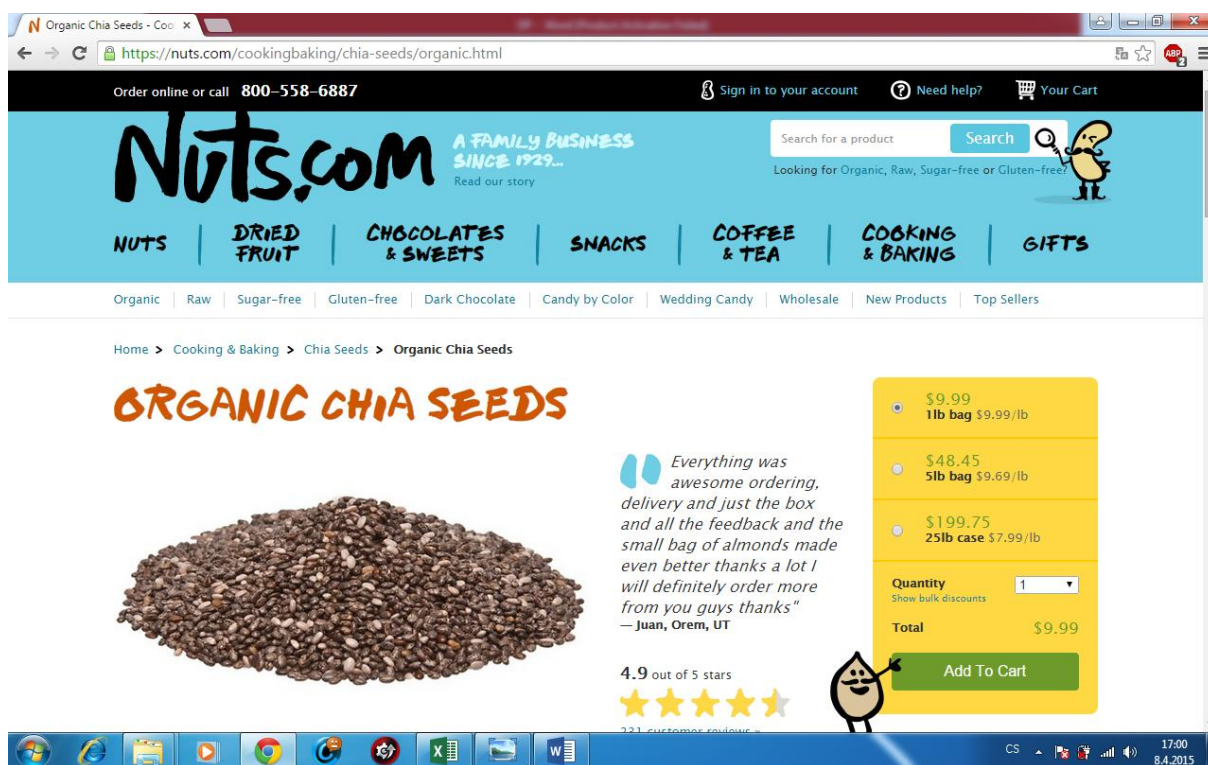 Organic Chia Seeds - Coo
https://nuts.com/cookingbaking/chia-seeds/organic.html
ABP
2
Order online or call 800-558-6887
Sign in to your account
Need help?
Your Cart
Nuts.com
A FAMILY BUSINESS
SINCE 1929...
Read our story
Search for a product
Search
Looking for Organic, Raw, Sugar-free or Gluten-free?
NUTS
DRIED
FRUIT
CHOCOLATES
& SWEETS
SNACKS
COFFEE
& TEA
COOKING
& BAKING
GIFTS
Organic Raw Sugar-free Gluten-free Dark Chocolate Candy by Color Wedding Candy Wholesale New Products Top Sellers
Home > Cooking & Baking > Chia Seeds > Organic Chia Seeds
ORGANIC CHIA SEEDS
Everything was
awesome ordering,
delivery and just the box
and all the feedback and the
small bag of almonds made
even better thanks a lot I
will definitely order more
from you guys thanks"
— Juan, Orem, UT
4.9 out of 5 stars
231 customer reviews
$9.99
1lb bag $9.99/lb
$48.45
5lb bag $9.69/lb
$199.75
25lb case $7.99/lb
Quantity 1
Show bulk discounts
Total $9.99
Add To Cart
CS
17:00
8.4.2015